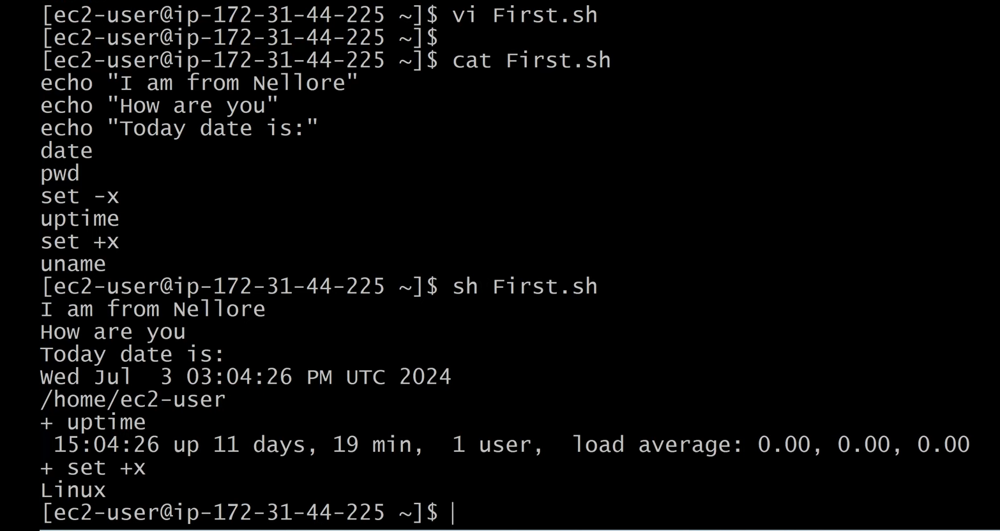 [ec2-user@ip-172-31-44-225 ~]$ vi First.sh
[ec2-user@ip-172-31-44-225 ~]$
[ec2-user@ip-172-31-44-225 ~]$ cat First.sh
echo "I am from Nellore"
echo "How are you"
echo "Today date is:"
date
pwd
set -x
uptime
set +x
uname
[ec2-user@ip-172-31-44-225 ~]$ sh First.sh
I am from Nellore
How are you
Today date is:
Wed Jul  3 03:04:26 PM UTC 2024
/home/ec2-user
+ uptime
 15:04:26 up 11 days, 19 min,  1 user,  load average: 0.00, 0.00, 0.00
+ set +x
Linux
[ec2-user@ip-172-31-44-225 ~]$